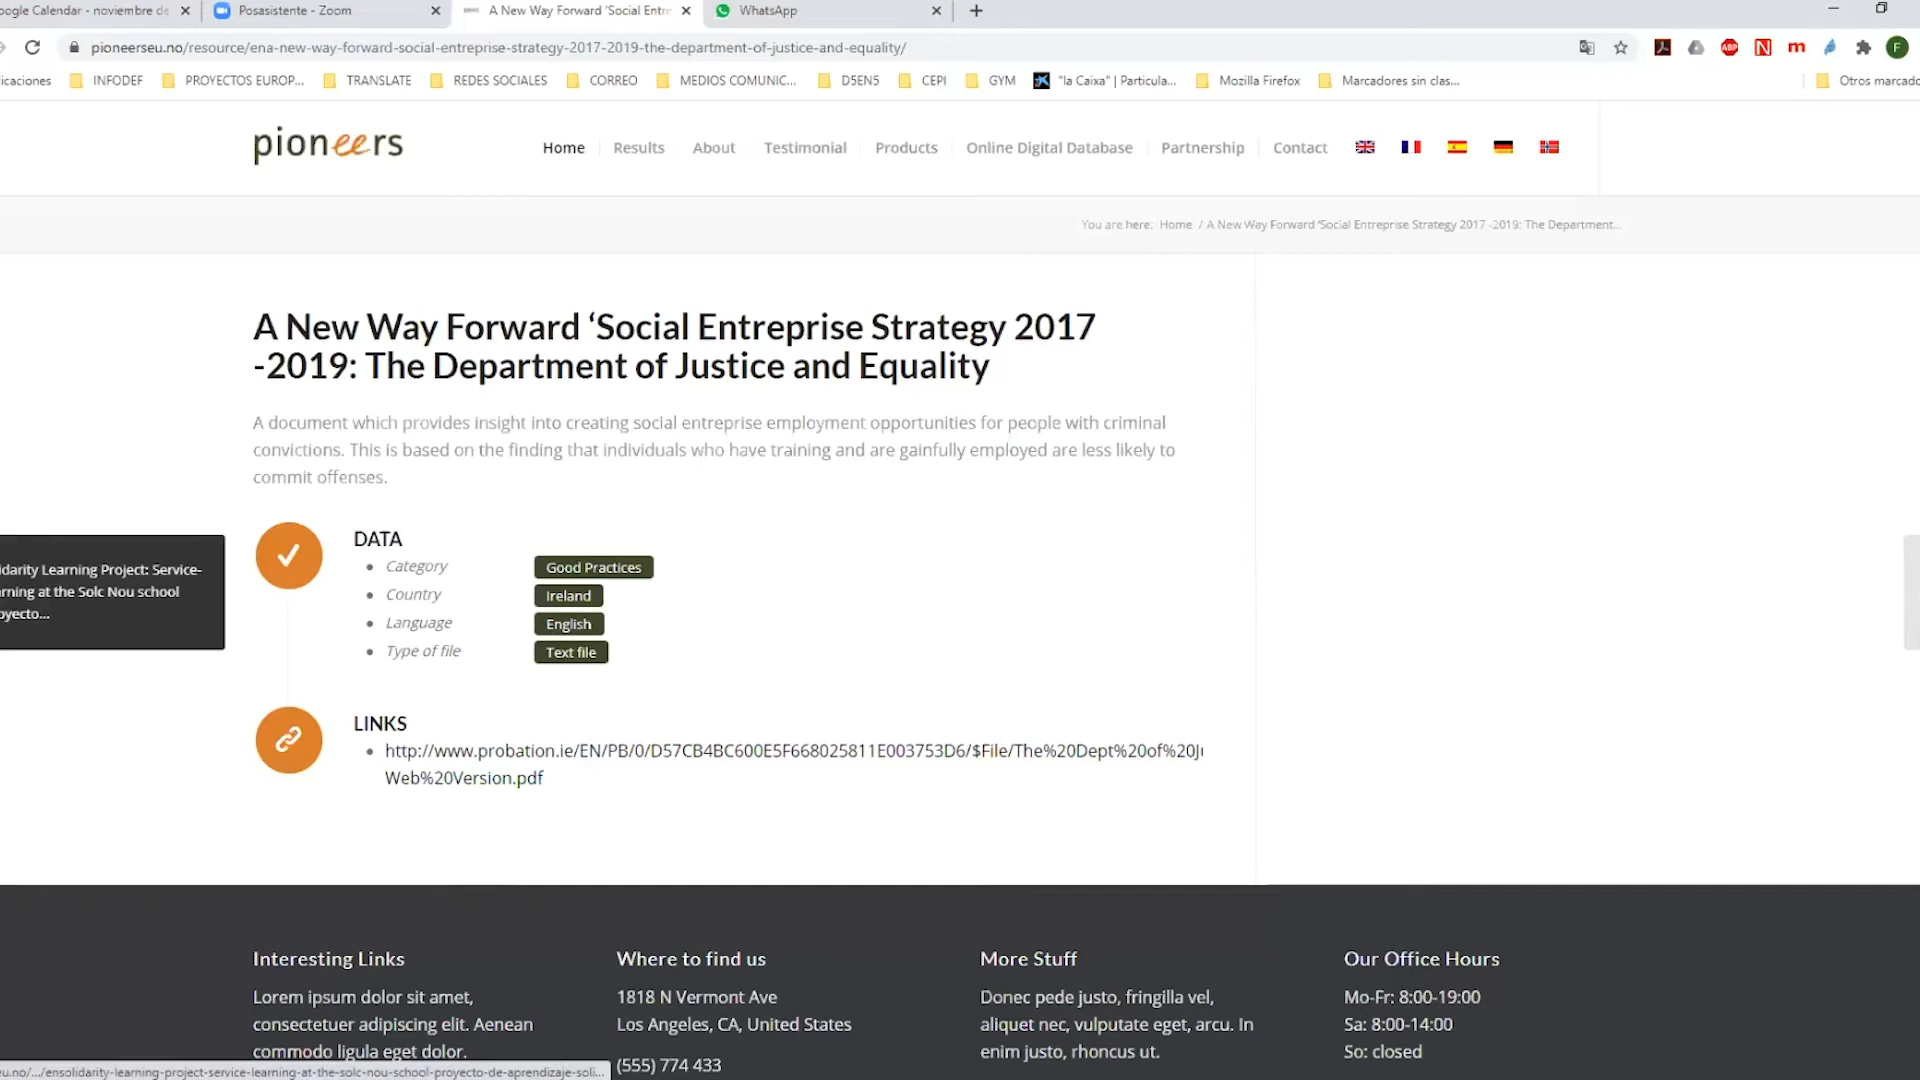 oogle Calendar - noviembre de
Posasistente - Zoom
A New Way Forward ‘Social Entre
WhatsApp
pioneerseu.no/resource/ena-new-way-forward-social-entreprise-strategy-2017-2019-the-department-of-justice-and-equality/
ABP
N
m
F
icaciones
INFODEF
PROYECTOS EUROP...
TRANSLATE
REDES SOCIALES
CORREO
MEDIOS COMUNIC...
D5EN5
CEPI
GYM
"la Caixa" | Particula...
Mozilla Firefox
Marcadores sin clas...
Otros marcado
pioneers
Home
Results
About
Testimonial
Products
Online Digital Database
Partnership
Contact
You are here: Home / A New Way Forward ‘Social Entreprise Strategy 2017 -2019: The Department...
A New Way Forward ‘Social Entreprise Strategy 2017
-2019: The Department of Justice and Equality
A document which provides insight into creating social entreprise employment opportunities for people with criminal
convictions. This is based on the finding that individuals who have training and are gainfully employed are less likely to
commit offenses.
idarity Learning Project: Service-
rning at the Solc Nou school
oyecto...
DATA
Category Good Practices
Country Ireland
Language English
Type of file Text file
LINKS
http://www.probation.ie/EN/PB/0/D57CB4BC600E5F668025811E003753D6/$File/The%20Dept%20of%20Ju
Web%20Version.pdf
Interesting Links
Lorem ipsum dolor sit amet,
consectetuer adipiscing elit. Aenean
commodo ligula eget dolor.
Where to find us
1818 N Vermont Ave
Los Angeles, CA, United States
(555) 774 433
More Stuff
Donec pede justo, fringilla vel,
aliquet nec, vulputate eget, arcu. In
enim justo, rhoncus ut.
Our Office Hours
Mo-Fr: 8:00-19:00
Sa: 8:00-14:00
So: closed
eu.no/.../ensolidarity-learning-project-service-learning-at-the-solc-nou-school-proyecto-de-aprendizaje-soli...